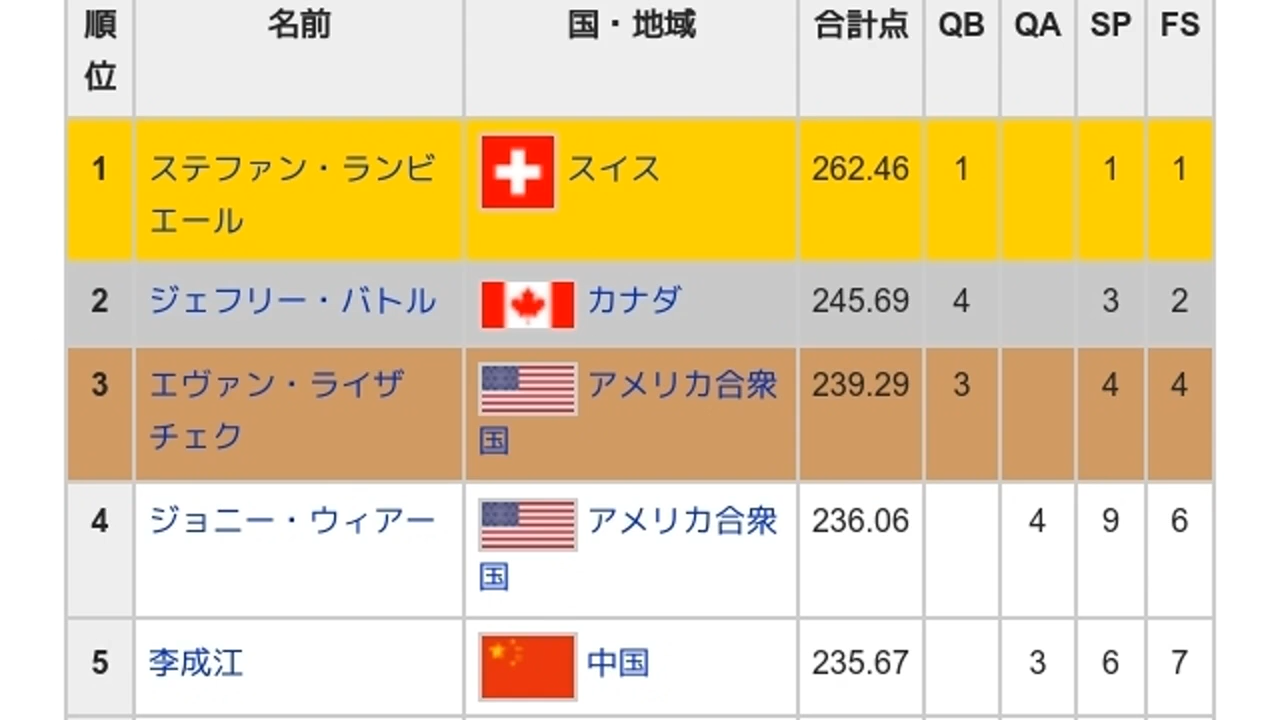 順位 名前 国・地域 合計点 QB QA SP FS
1 ステファン・ランビ スイス 262.46 1 1 1
エール
2 ジェフリー・バトル カナダ 245.69 4 3 2
3 エヴァン・ライザ アメリカ合衆 239.29 3 4 4
チェク 国
4 ジョニー・ウィアー アメリカ合衆 236.06 4 9 6
国
5 李成江 中国 235.67 3 6 7